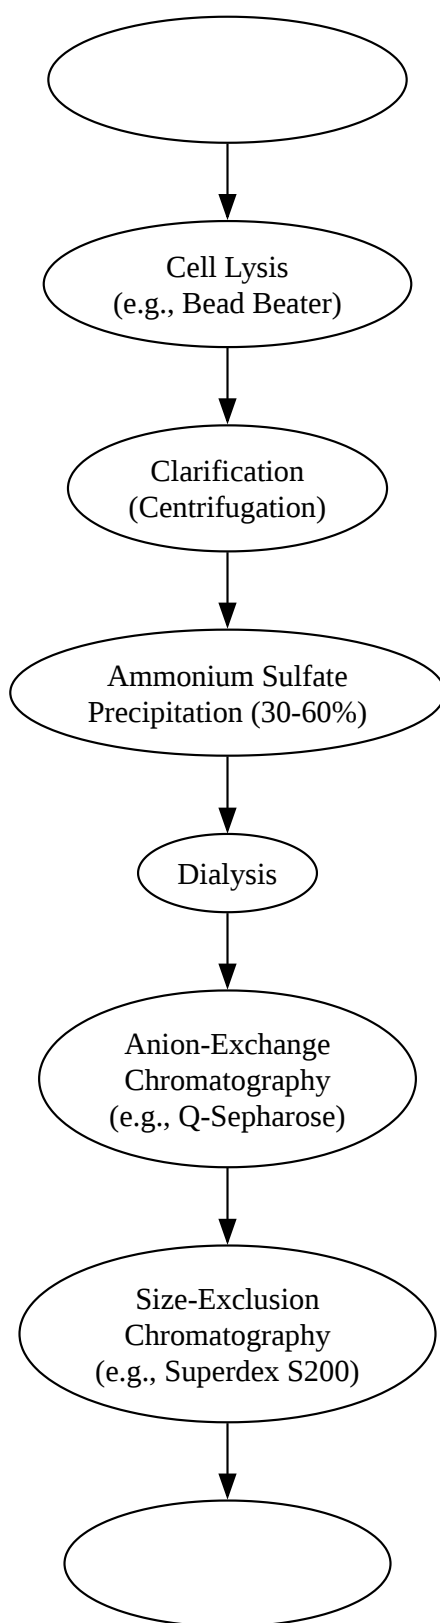 Cell Lysis
(e.g., Bead Beater)
Clarification
(Centrifugation)
Ammonium Sulfate
Precipitation (30-60%)
Dialysis
Anion-Exchange
Chromatography
(e.g., Q-Sepharose)
Size-Exclusion
Chromatography
(e.g., Superdex S200)